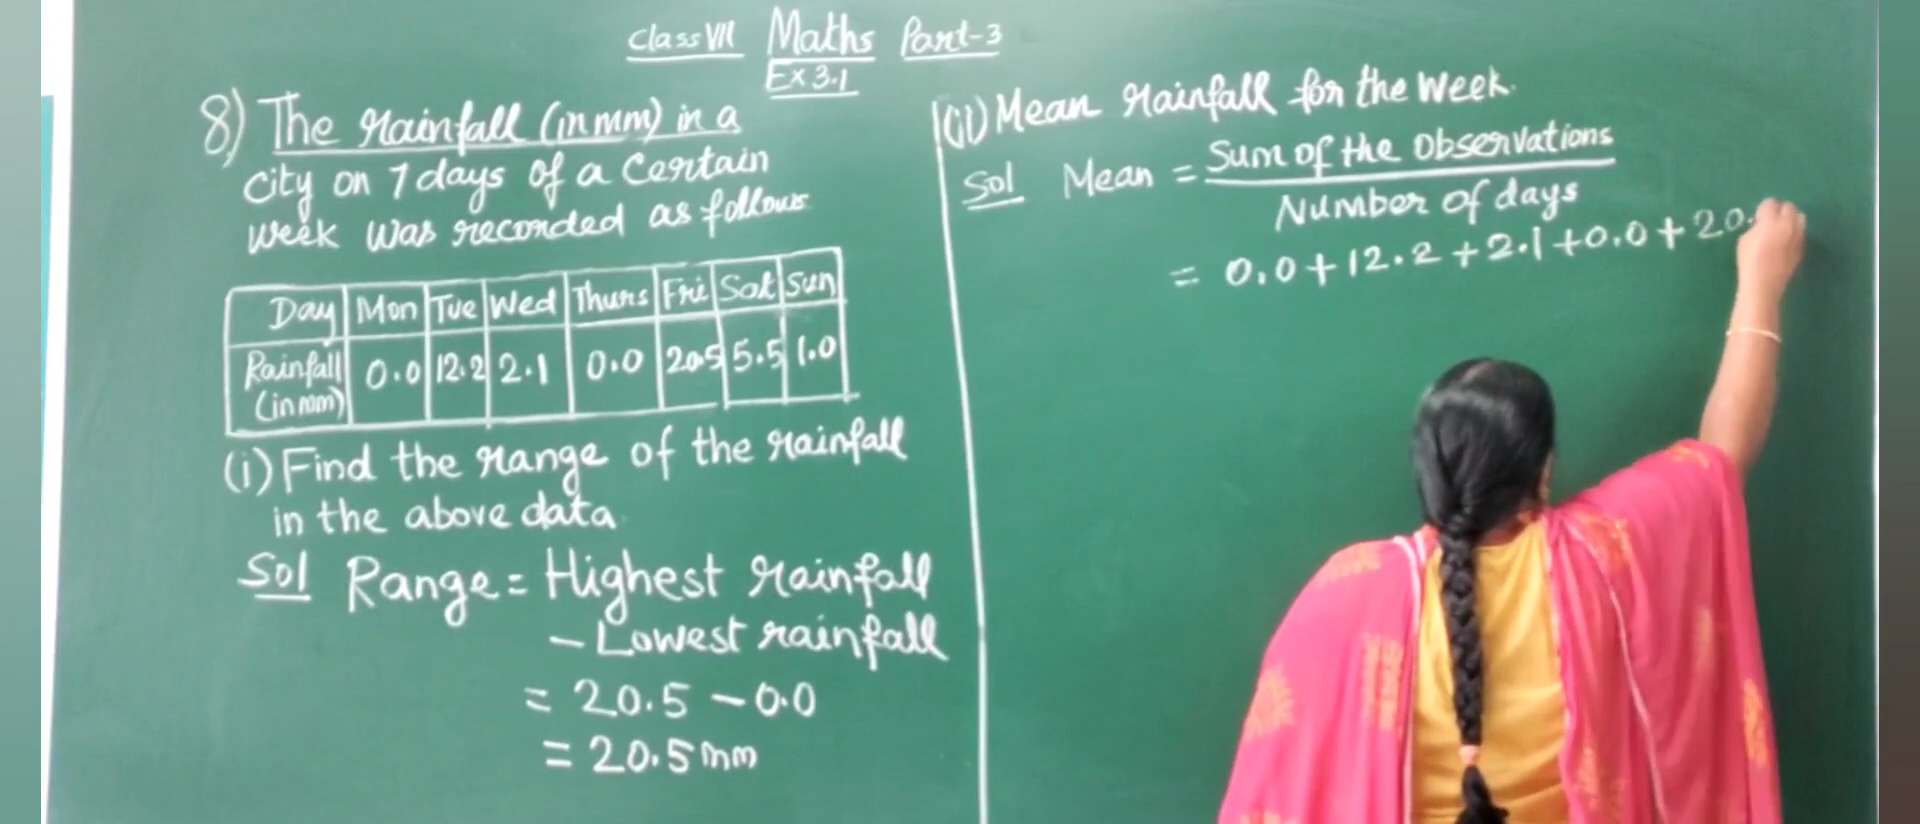 Class VII Maths Part-3
Ex 3.1
8) The rainfall (in mm) in a
city on 7 days of a Certain
week was recorded as follows
Day Mon Tue Wed Thurs Fri Sat Sun
Rainfall (in mm) 0.0 12.2 2.1 0.0 20.5 5.5 1.0
(i) Find the range of the rainfall
in the above data
Sol Range = Highest rainfall
- Lowest rainfall
= 20.5 - 0.0
= 20.5 mm
(ii) Mean rainfall for the week.
Sol Mean = Sum of the observations
Number of days
= 0.0 + 12.2 + 2.1 + 0.0 + 20.